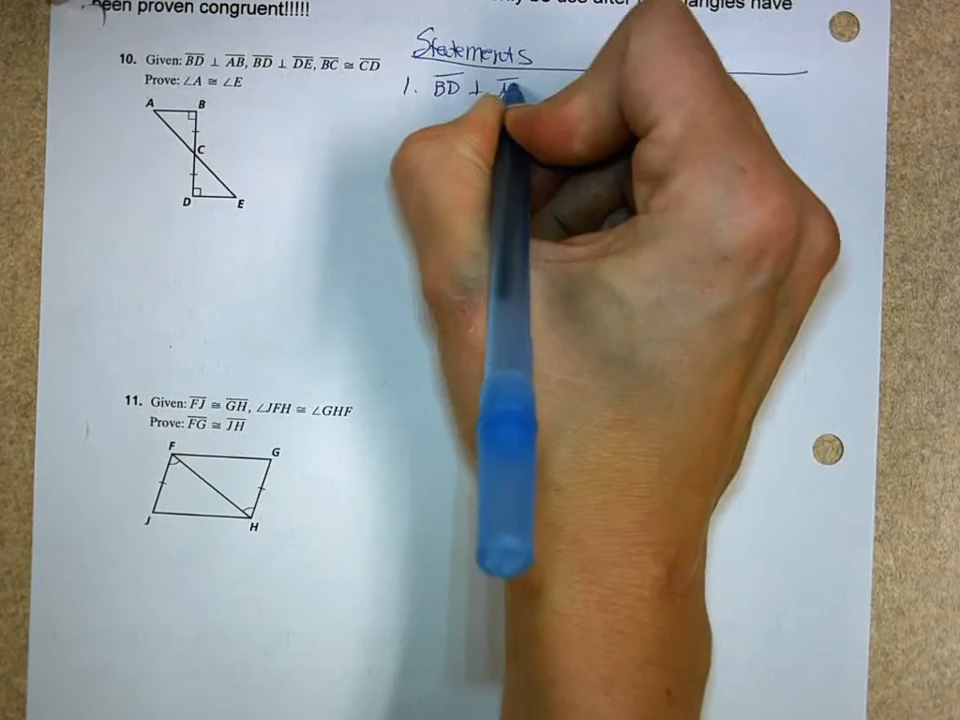 angles have
been proven congruent!!!!!
Statements
10. Given: BD ⊥ AB, BD ⊥ DE, BC ≅ CD
Prove: ∠A ≅ ∠E
1. BD ⊥
A B
C
D E
11. Given: FJ ≅ GH, ∠JFH ≅ ∠GHF
Prove: FG ≅ JH
F G
J H